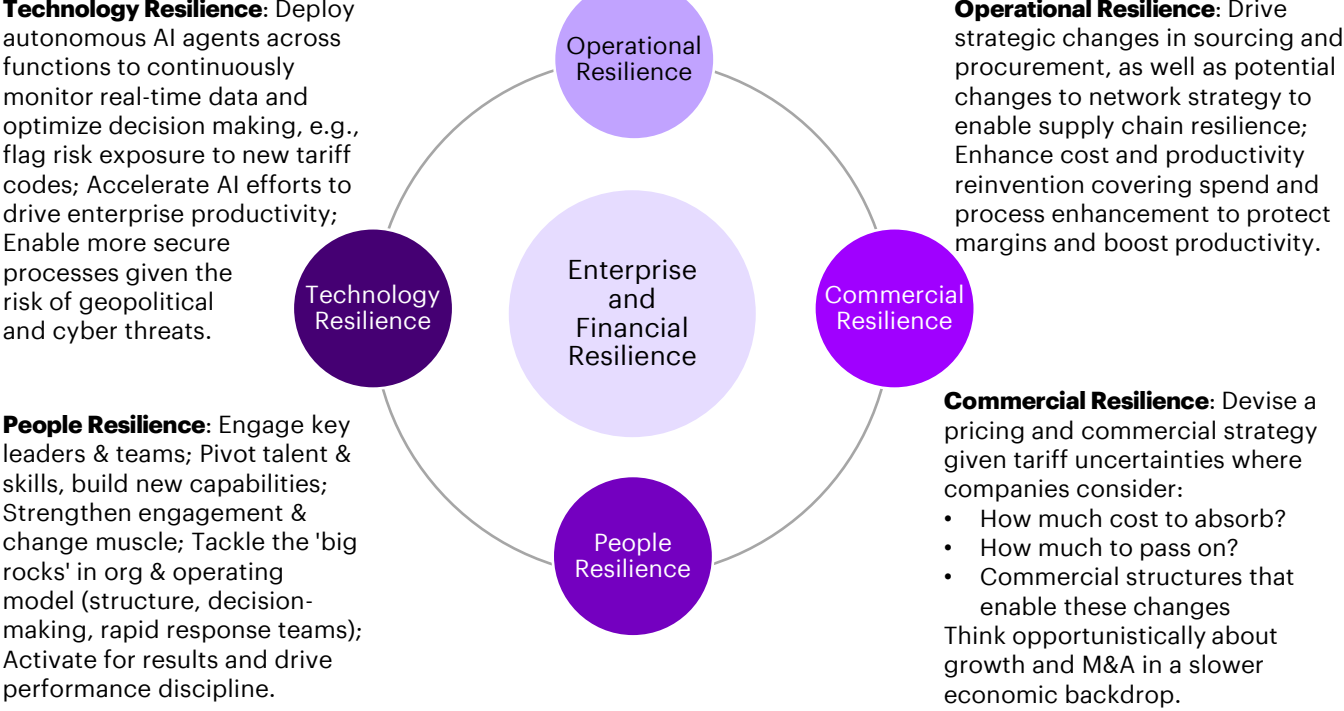 Technology Resilience: Deploy
autonomous AI agents across
functions to continuously
monitor real-time data and
optimize decision making, e.g.,
flag risk exposure to new tariff
codes; Accelerate AI efforts to
drive enterprise productivity;
Enable more secure
processes given the
risk of geopolitical
and cyber threats.
People Resilience: Engage key
leaders & teams; Pivot talent &
skills, build new capabilities;
Strengthen engagement &
change muscle; Tackle the 'big
rocks' in org & operating
model (structure, decision-
making, rapid response teams);
Activate for results and drive
performance discipline.
Operational
Resilience
Technology
Resilience
Enterprise
and
Financial
Resilience
Commercial
Resilience
People
Resilience
Operational Resilience: Drive
strategic changes in sourcing and
procurement, as well as potential
changes to network strategy to
enable supply chain resilience;
Enhance cost and productivity
reinvention covering spend and
process enhancement to protect
margins and boost productivity.
Commercial Resilience: Devise a
pricing and commercial strategy
given tariff uncertainties where
companies consider:
• How much cost to absorb?
• How much to pass on?
• Commercial structures that
enable these changes
Think opportunistically about
growth and M&A in a slower
economic backdrop.